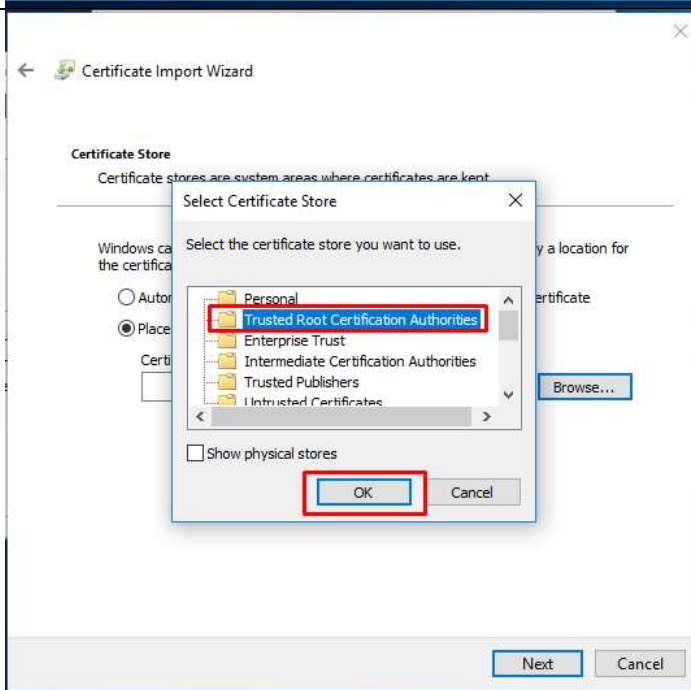 Certificate Import Wizard
Certificate Store
Certificate stores are system areas where certificates are kept
Select Certificate Store
Select the certificate store you want to use.
Windows ca
y a location for
the certifica
Autor
ertificate
Personal
Trusted Root Certification Authorities
Place
Enterprise Trust
Certi
Intermediate Certification Authorities
Trusted Publishers
Browse...
Untrusted Certificates
Show physical stores
OK Cancel
Next Cancel